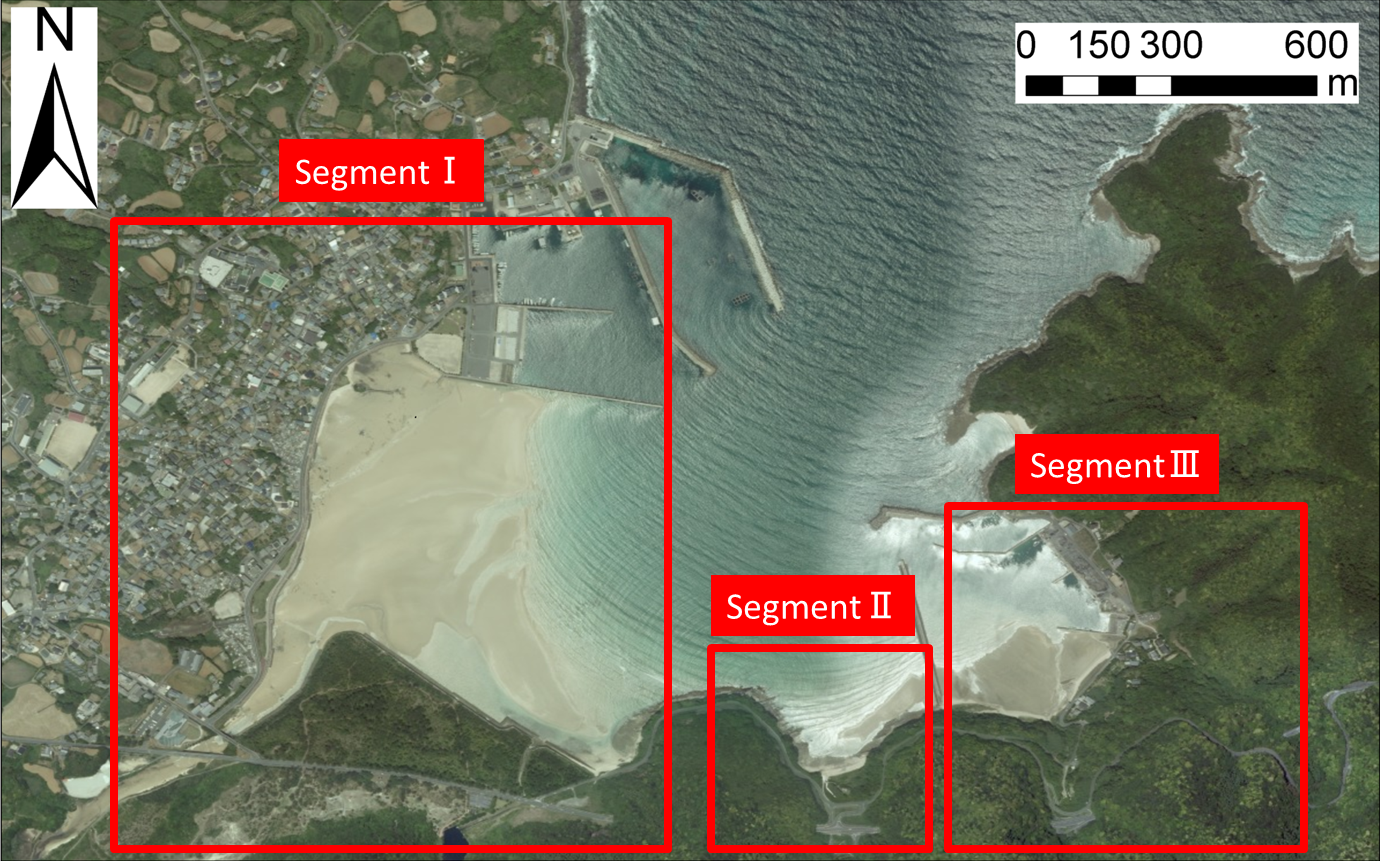 N
0 150 300 600
m
Segment Ⅰ
Segment Ⅲ
Segment Ⅱ